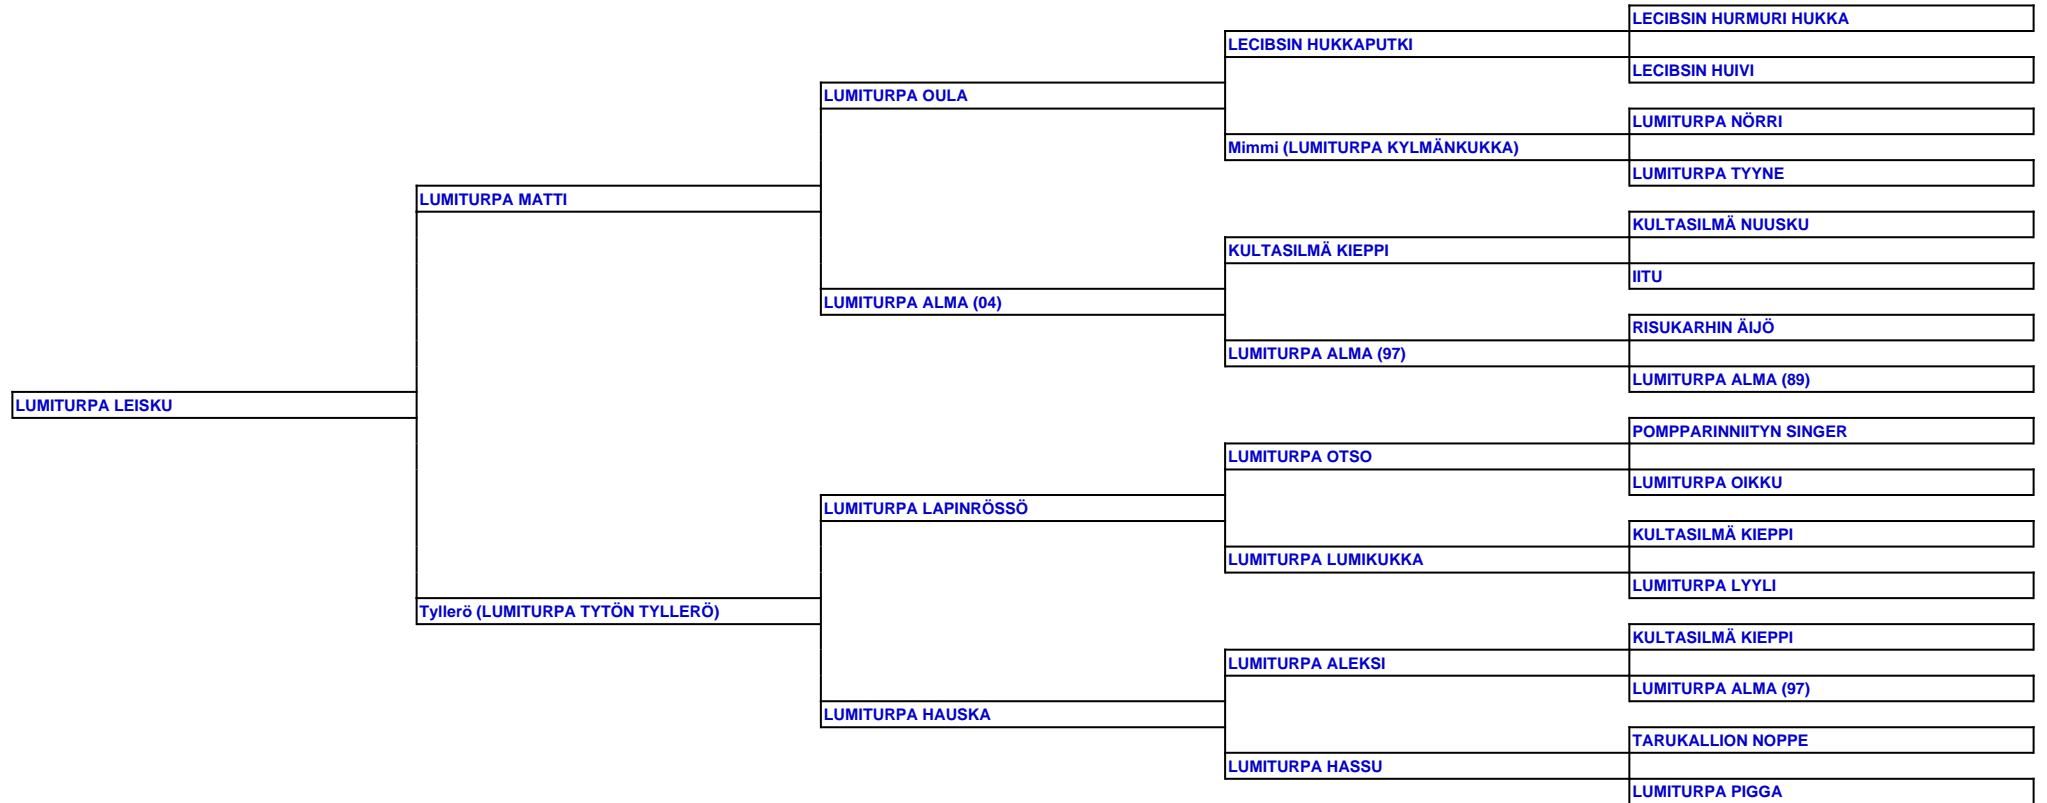 LECIBSIN HURMURI HUKKA
LECIBSIN HUKKAPUTKI
LECIBSIN HUIVI
LUMITURPA OULA
LUMITURPA NÖRRI
Mimmi (LUMITURPA KYLMÄNKUKKA)
LUMITURPA TYYNE
LUMITURPA MATTI
KULTASILMÄ NUUSKU
KULTASILMÄ KIEPPI
IITU
LUMITURPA ALMA (04)
RISUKARHIN ÄIJÖ
LUMITURPA ALMA (97)
LUMITURPA ALMA (89)
LUMITURPA LEISKU
POMPPARINNIITYN SINGER
LUMITURPA OTSO
LUMITURPA OIKKU
LUMITURPA LAPINRÖSSÖ
KULTASILMÄ KIEPPI
LUMITURPA LUMIKUKKA
LUMITURPA LYYLI
Tyllerö (LUMITURPA TYTÖN TYLLERÖ)
KULTASILMÄ KIEPPI
LUMITURPA ALEKSI
LUMITURPA ALMA (97)
LUMITURPA HAUSKA
TARUKALLION NOPPE
LUMITURPA HASSU
LUMITURPA PIGGA